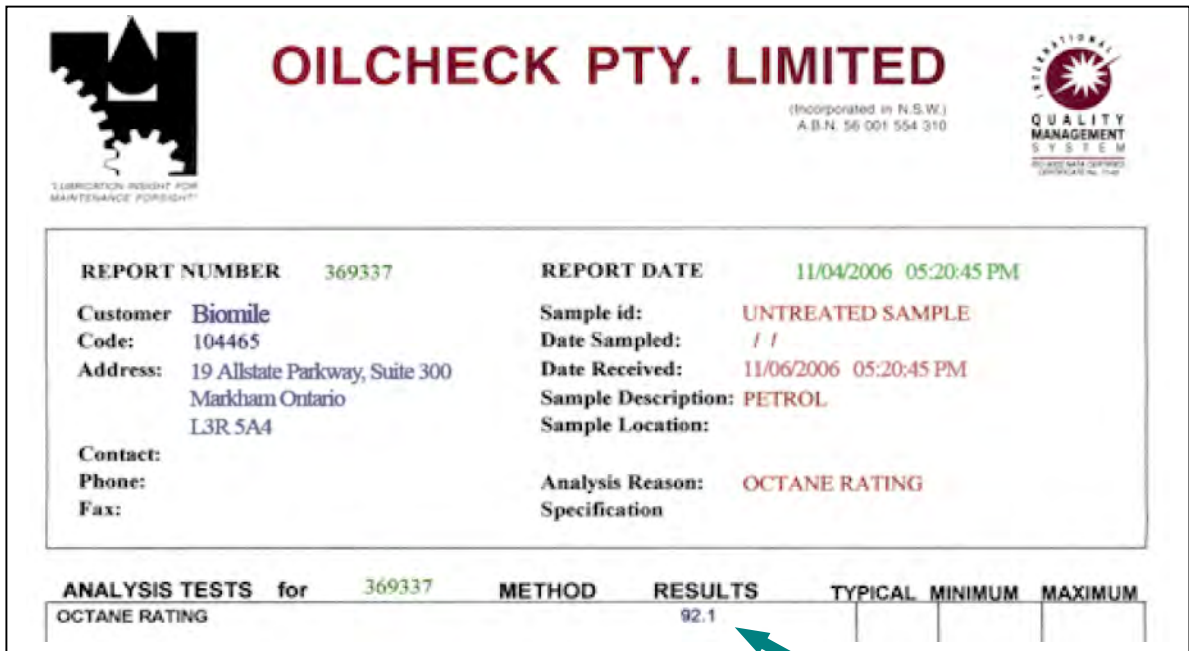 OILCHECK PTY. LIMITED
(Incorporated in N.S.W.)
A.B.N. 56 001 554 310
INTERNATIONAL
QUALITY
MANAGEMENT
SYSTEM
"LUBRICATION INSIGHT FOR
MAINTENANCE FORSIGHT"
REPORT NUMBER 369337 REPORT DATE 11/04/2006 05:20:45 PM
Customer Biomile Sample id: UNTREATED SAMPLE
Code: 104465 Date Sampled: / /
Address: 19 Allstate Parkway, Suite 300 Date Received: 11/06/2006 05:20:45 PM
Markham Ontario Sample Description: PETROL
L3R 5A4 Sample Location:
Contact:
Phone: Analysis Reason: OCTANE RATING
Fax: Specification
ANALYSIS TESTS for 369337 METHOD RESULTS TYPICAL MINIMUM MAXIMUM
OCTANE RATING 92.1